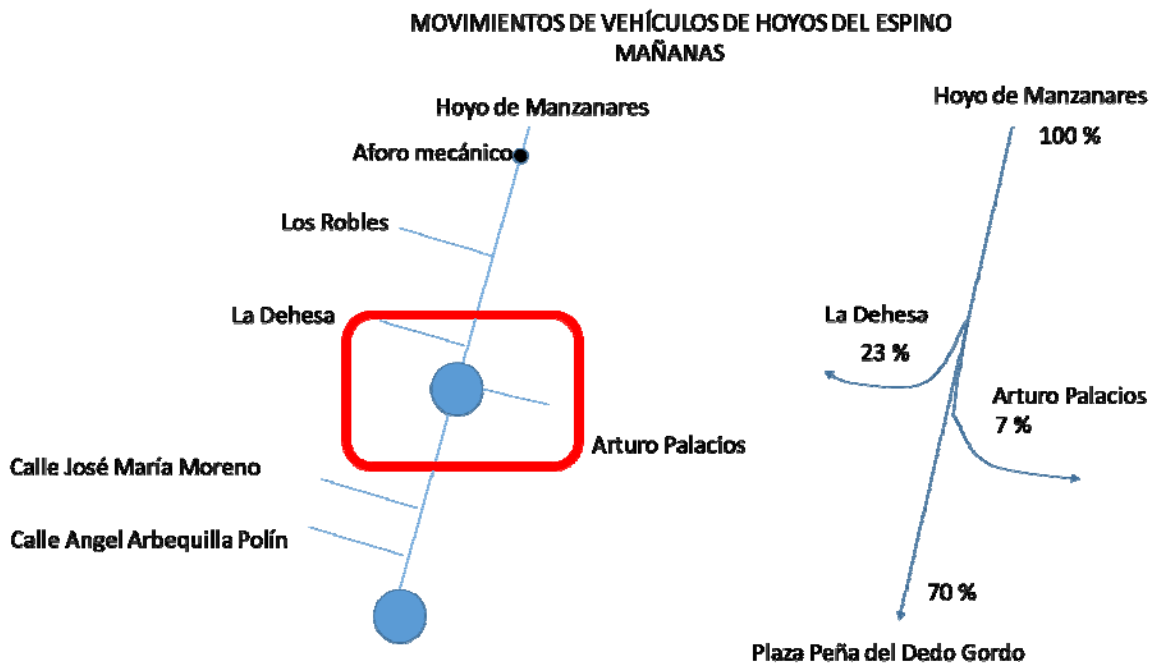 MOVIMIENTOS DE VEHÍCULOS DE HOYOS DEL ESPINO
MAÑANAS
Hoyo de Manzanares
Aforo mecánico
Los Robles
La Dehesa
Arturo Palacios
Calle José María Moreno
Calle Angel Arbequilla Polín
Hoyo de Manzanares
100 %
La Dehesa
23 %
Arturo Palacios
7 %
70 %
Plaza Peña del Dedo Gordo